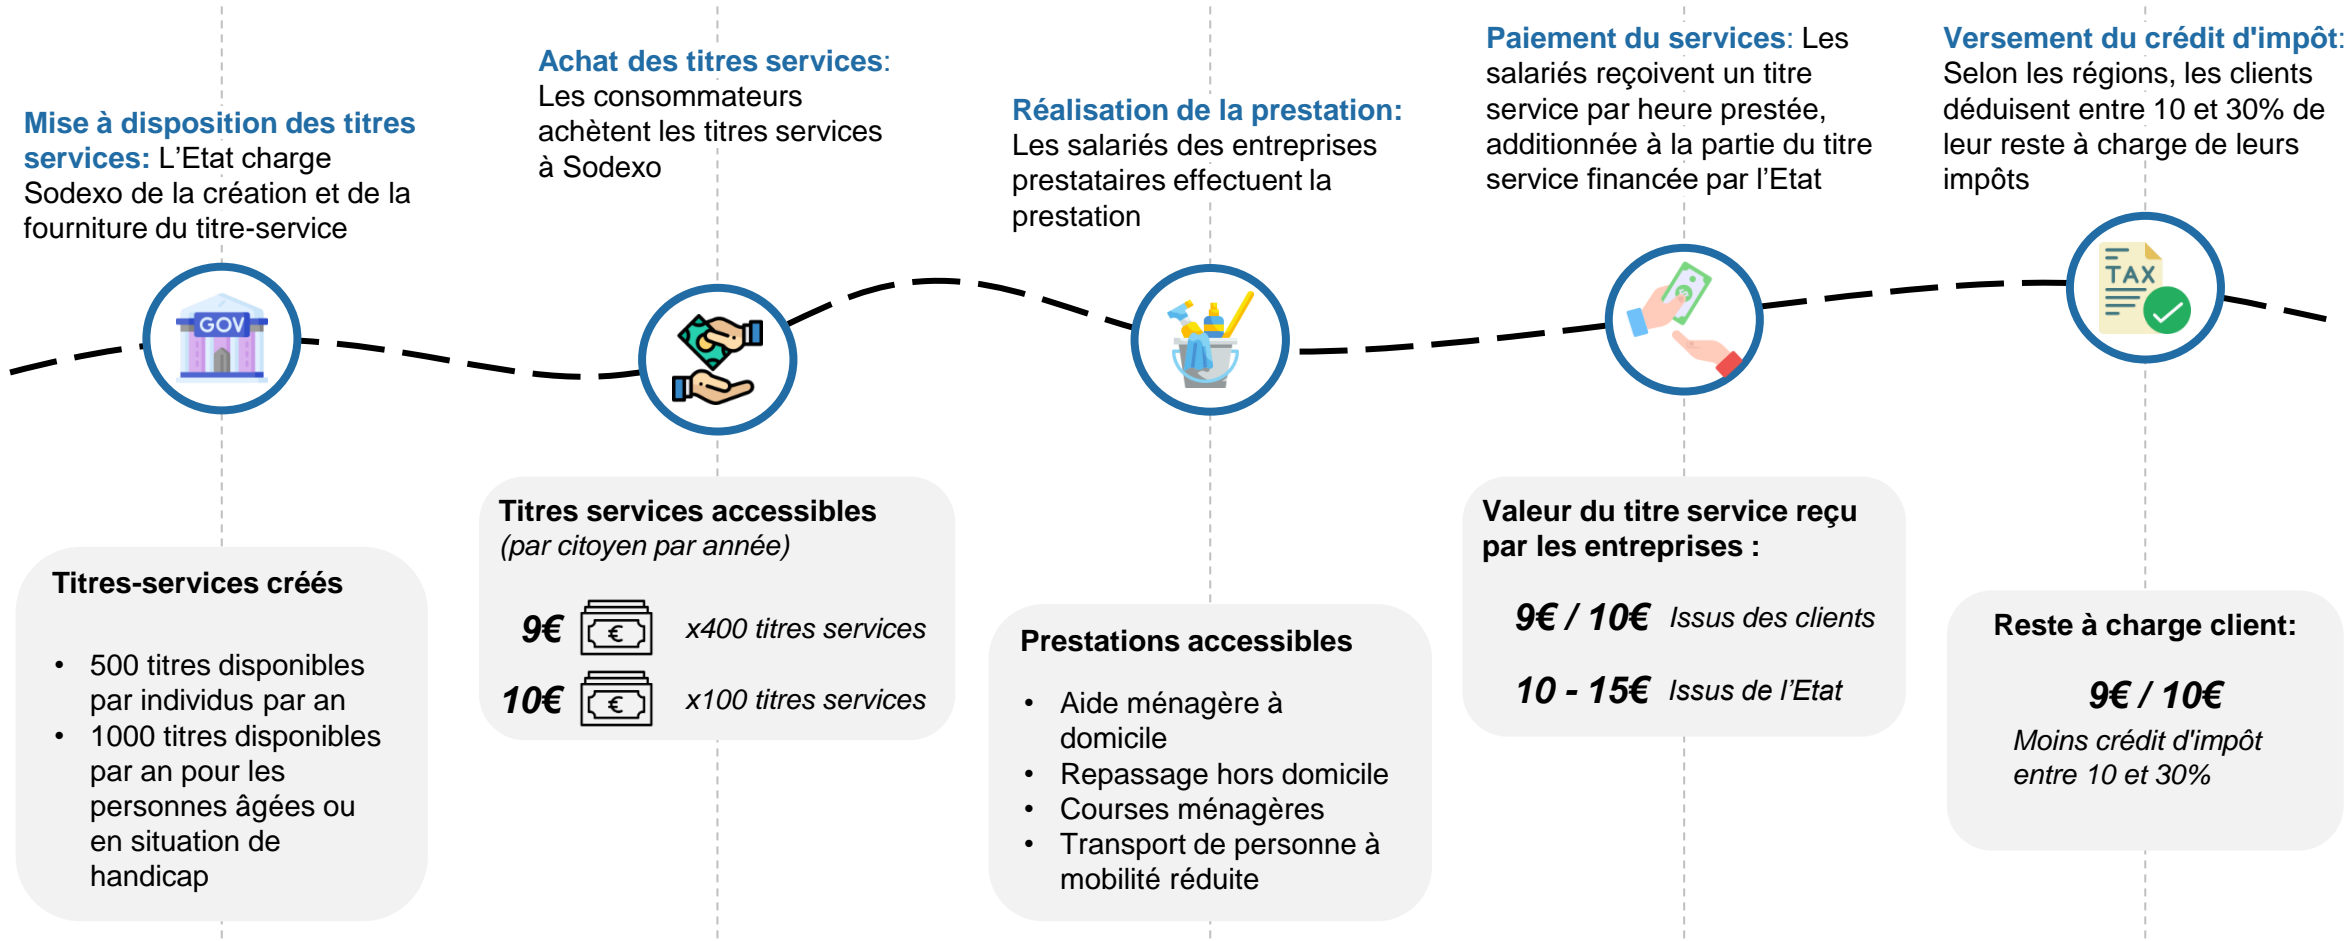 Mise à disposition des titres
services: L’Etat charge
Sodexo de la création et de la
fourniture du titre-service
GOV
Titres-services créés
• 500 titres disponibles
par individus par an
• 1000 titres disponibles
par an pour les
personnes âgées ou
en situation de
handicap
Achat des titres services:
Les consommateurs
achètent les titres services
à Sodexo
Titres services accessibles
(par citoyen par année)
9€ € x400 titres services
10€ € x100 titres services
Réalisation de la prestation:
Les salariés des entreprises
prestataires effectuent la
prestation
Prestations accessibles
• Aide ménagère à
domicile
• Repassage hors domicile
• Courses ménagères
• Transport de personne à
mobilité réduite
Paiement du services: Les
salariés reçoivent un titre
service par heure prestée,
additionnée à la partie du titre
service financée par l’Etat
$
Valeur du titre service reçu
par les entreprises :
9€ / 10€ Issus des clients
10 - 15€ Issus de l’Etat
Versement du crédit d'impôt:
Selon les régions, les clients
déduisent entre 10 et 30% de
leur reste à charge de leurs
impôts
TAX
Reste à charge client:
9€ / 10€
Moins crédit d'impôt
entre 10 et 30%